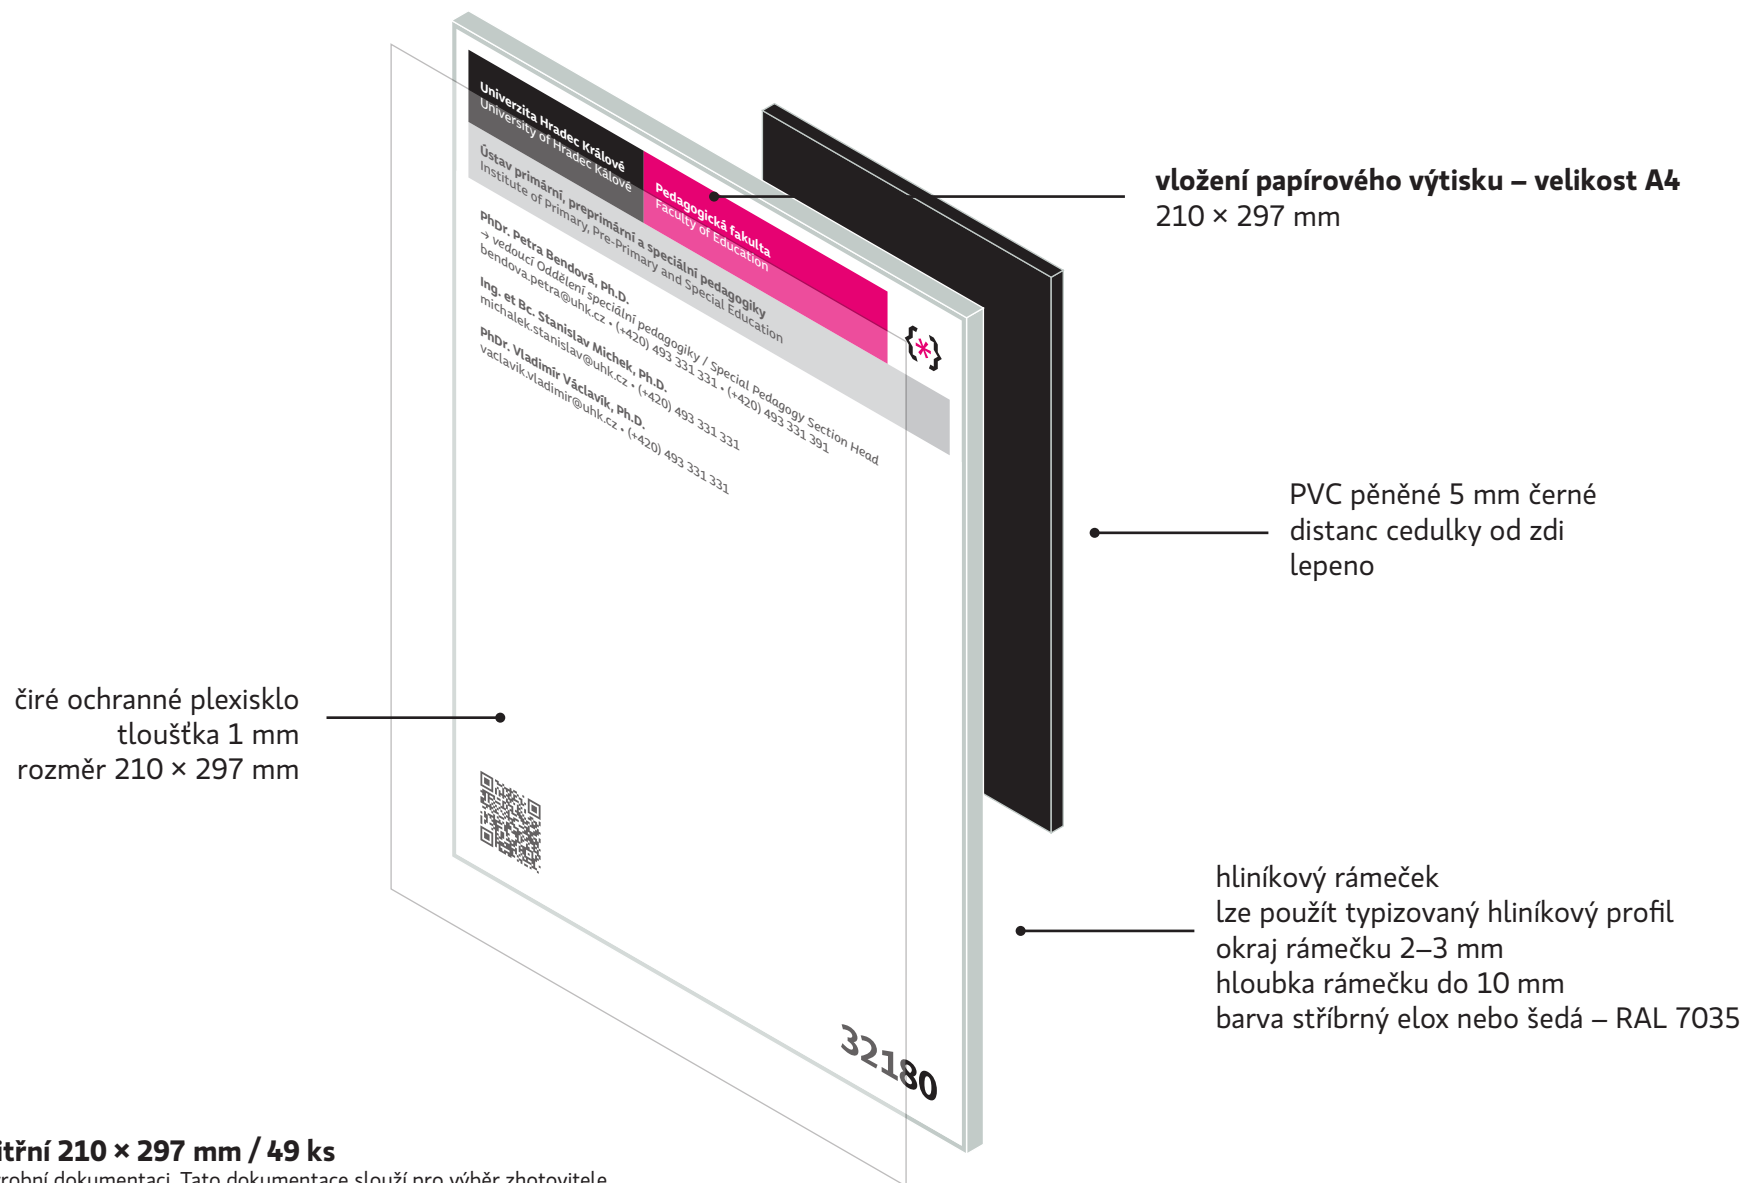 Univerzita Hradec Králové
University of Hradec Kálové
Pedagogická fakulta
Faculty of Education
Ústav primární, preprimární a speciální pedagogiky
Institute of Primary, Pre-Primary and Special Education
PhDr. Petra Bendová, Ph.D.
→ vedoucí Oddělení speciální pedagogiky / Special Pedagogy Section Head
bendova.petra@uhk.cz • (+420) 493 331 331 • (+420) 493 331 391
Ing. et Bc. Stanislav Michek, Ph.D.
michalek.stanislav@uhk.cz • (+420) 493 331 331
PhDr. Vladimír Václavík, Ph.D.
vaclavik.vladimir@uhk.cz • (+420) 493 331 331
{*}
32180
vložení papírového výtisku – velikost A4
210 × 297 mm
PVC pěněné 5 mm černé
distanc cedulky od zdi
lepeno
čiré ochranné plexisklo
tloušťka 1 mm
rozměr 210 × 297 mm
hliníkový rámeček
lze použít typizovaný hliníkový profil
okraj rámečku 2–3 mm
hloubka rámečku do 10 mm
barva stříbrný elox nebo šedá – RAL 7035
210 × 297 mm / 49 ks
dokumentaci. Tato dokumentace slouží pro výběr zhotovitele